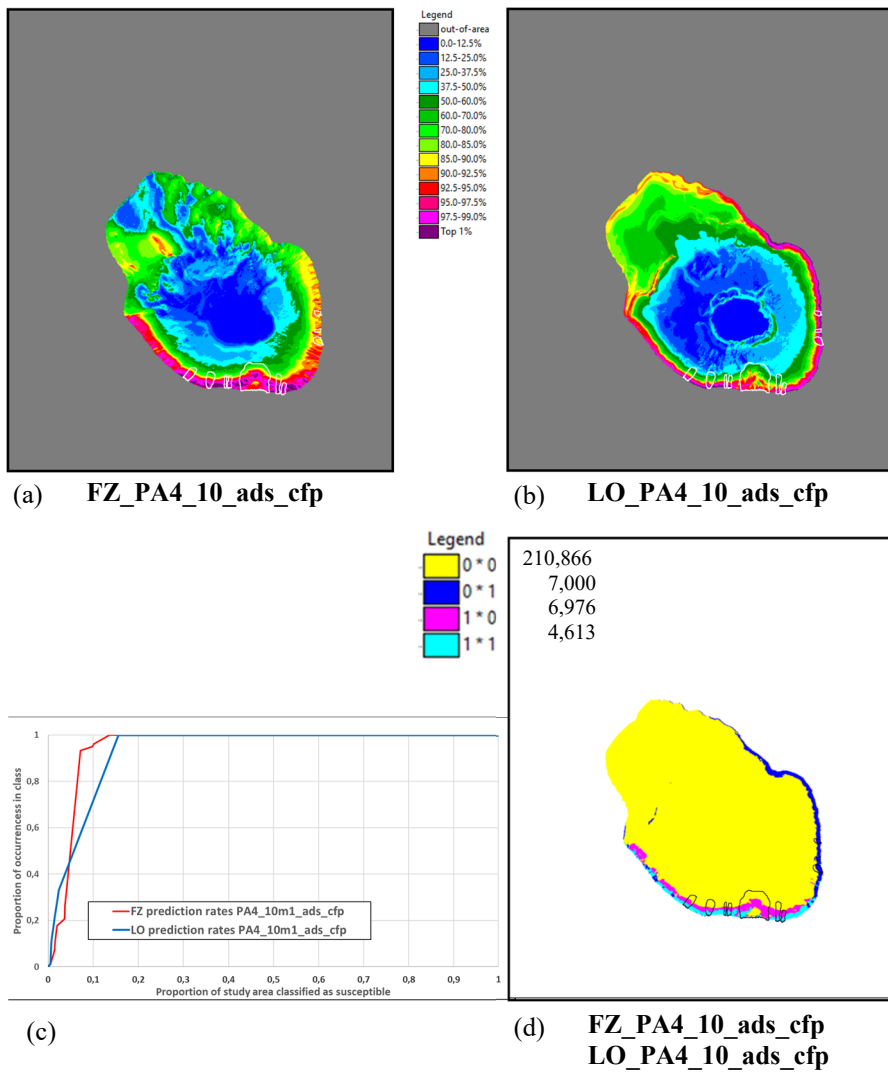 Legend
out-of-area
0.0-12.5%
12.5-25.0%
25.0-37.5%
37.5-50.0%
50.0-60.0%
60.0-70.0%
70.0-80.0%
80.0-85.0%
85.0-90.0%
90.0-92.5%
92.5-95.0%
95.0-97.5%
97.5-99.0%
Top 1%
(a) FZ_PA4_10_ads_cfp
(b) LO_PA4_10_ads_cfp
Legend
0 * 0
0 * 1
1 * 0
1 * 1
210,866
7,000
6,976
4,613
Proportion of occurrencess in class
1
0,8
0,6
0,4
0,2
0
FZ prediction rates PA4_10m1_ads_cfp
LO prediction rates PA4_10m1_ads_cfp
0 0,1 0,2 0,3 0,4 0,5 0,6 0,7 0,8 0,9 1
Proportion of study area classified as susceptible
(c)
(d) FZ_PA4_10_ads_cfp
LO_PA4_10_ads_cfp